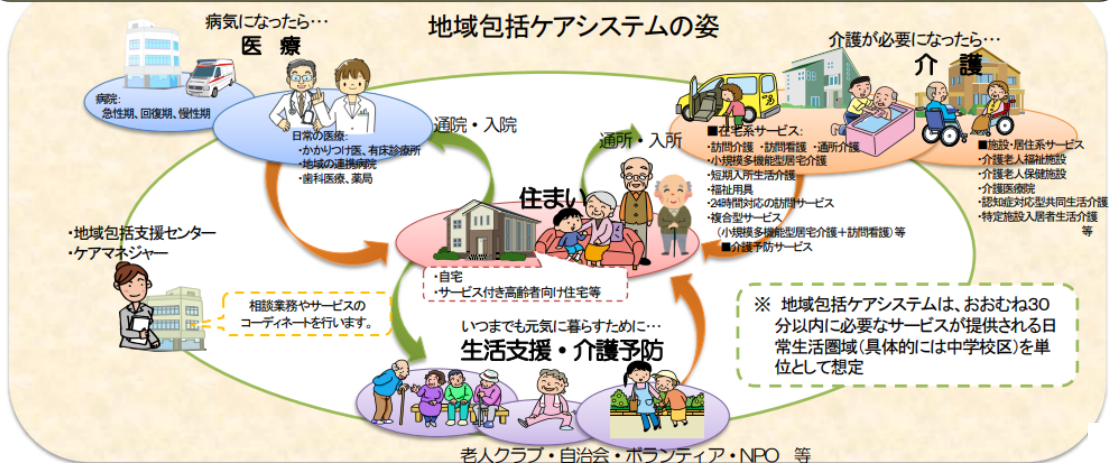 地域包括ケアシステムの姿
病気になったら…
医 療
病院:
急性期、回復期、慢性期
日常の医療:
・かかりつけ医、有床診療所
・地域の連携病院
・歯科医療、薬局
通院・入院
介護が必要になったら…
介 護
通所・入所
■在宅系サービス:
・訪問介護 ・訪問看護 ・通所介護
・小規模多機能型居宅介護
・短期入所生活介護
・福祉用具
・24時間対応の訪問サービス
・複合型サービス
(小規模多機能型居宅介護+訪問看護)等
■介護予防サービス
■施設・居住系サービス
・介護老人福祉施設
・介護老人保健施設
・介護医療院
・認知症対応型共同生活介護
・特定施設入居者生活介護
等
住まい
・自宅
・サービス付き高齢者向け住宅等
・地域包括支援センター
・ケアマネジャー
相談業務やサービスの
コーディネートを行います。
いつまでも元気に暮らすために…
生活支援・介護予防
老人クラブ・自治会・ボランティア・NPO 等
※ 地域包括ケアシステムは、おおむね30
分以内に必要なサービスが提供される日
常生活圏域(具体的には中学校区)を単
位として想定